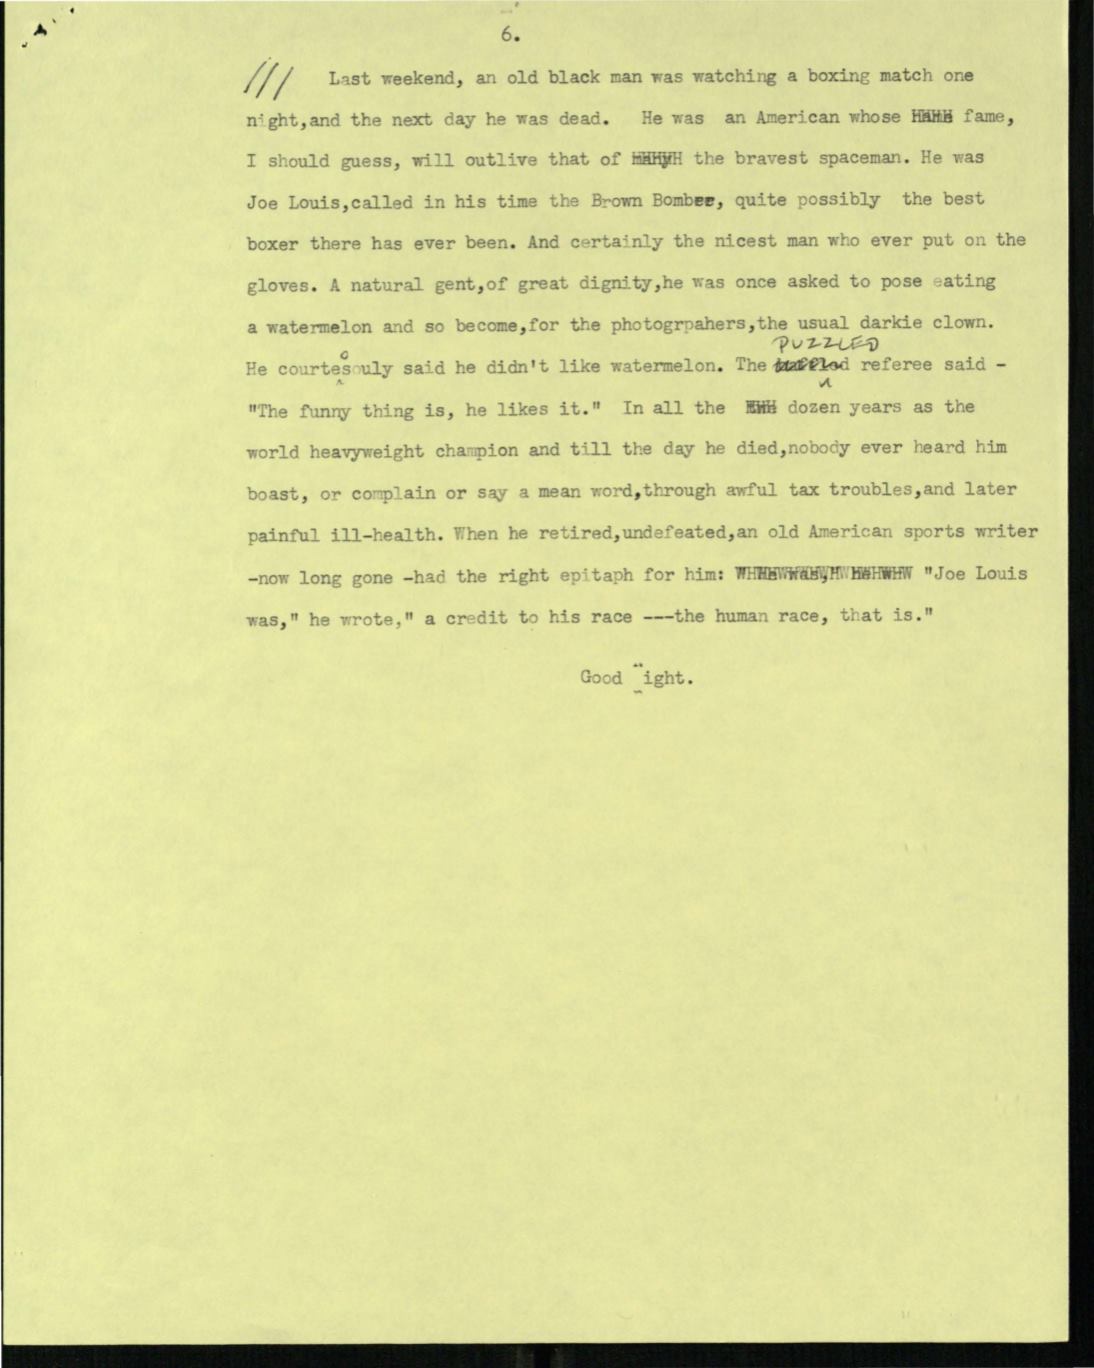 6.
/// Last weekend, an old black man was watching a boxing match one
night,and the next day he was dead. He was an American whose fame,
I should guess, will outlive that of the bravest spaceman. He was
Joe Louis,called in his time the Brown Bomber, quite possibly the best
boxer there has ever been. And certainly the nicest man who ever put on the
gloves. A natural gent,of great dignity,he was once asked to pose eating
a watermelon and so become,for the photogrpahers,the usual darkie clown.
PUZZLED
He courtesouly said he didn't like watermelon. The referee said -
"The funny thing is, he likes it." In all the dozen years as the
world heavyweight champion and till the day he died,nobody ever heard him
boast, or complain or say a mean word,through awful tax troubles,and later
painful ill-health. When he retired,undefeated,an old American sports writer
-now long gone -had the right epitaph for him: "Joe Louis
was," he wrote," a credit to his race ---the human race, that is."
Good ight.